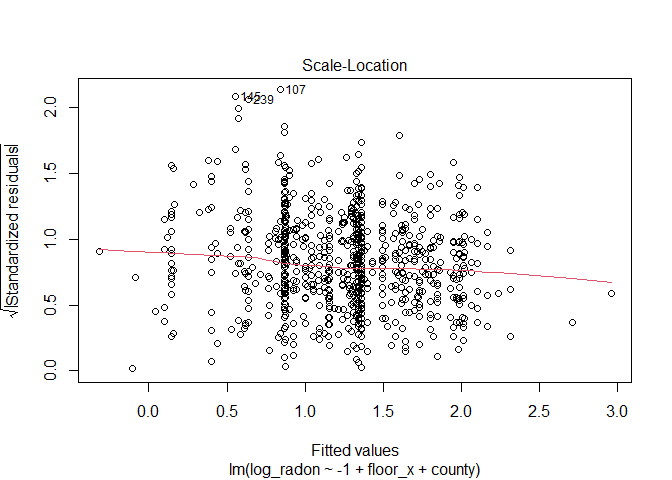 Scale-Location
√|Standardized residuals|
2.0
1.5
1.0
0.5
0.0
145
239
107
0.0 0.5 1.0 1.5 2.0 2.5 3.0
Fitted values
lm(log_radon ~ -1 + floor_x + county)